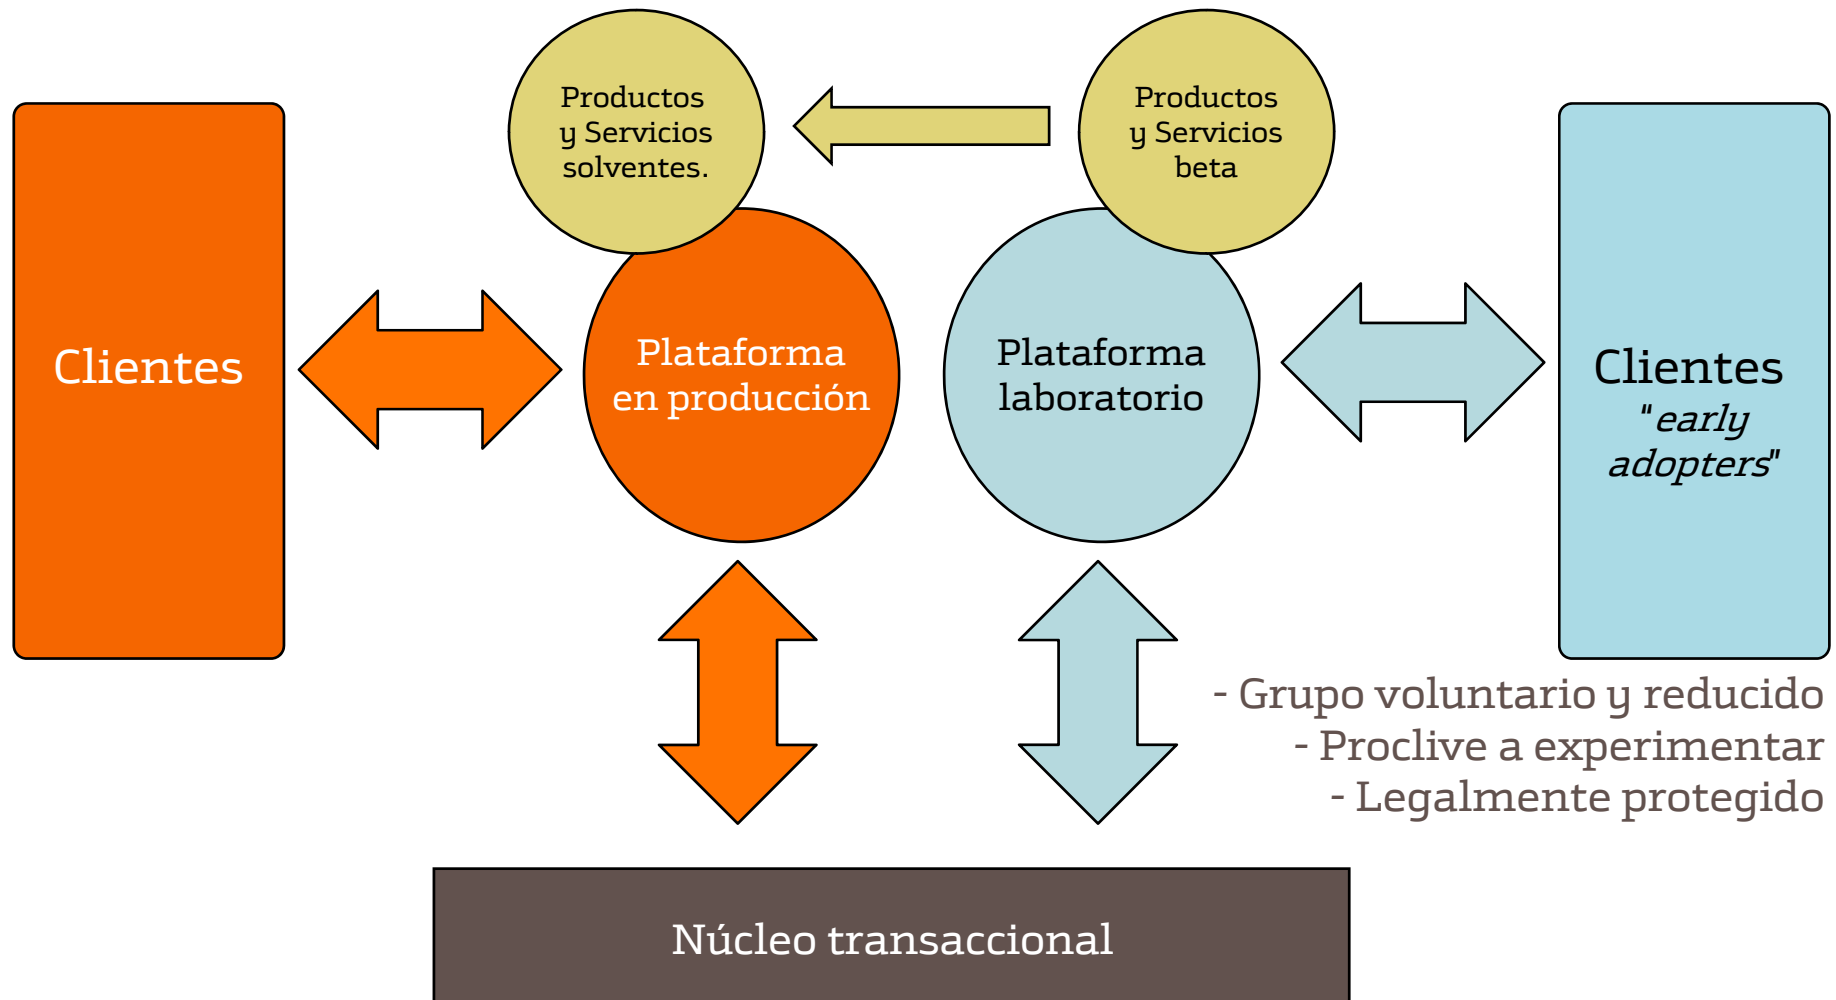 Productos
y Servicios
solventes.
Productos
y Servicios
beta
Clientes
Plataforma
en producción
Plataforma
laboratorio
Clientes
"early
adopters"
- Grupo voluntario y reducido
- Proclive a experimentar
- Legalmente protegido
Núcleo transaccional